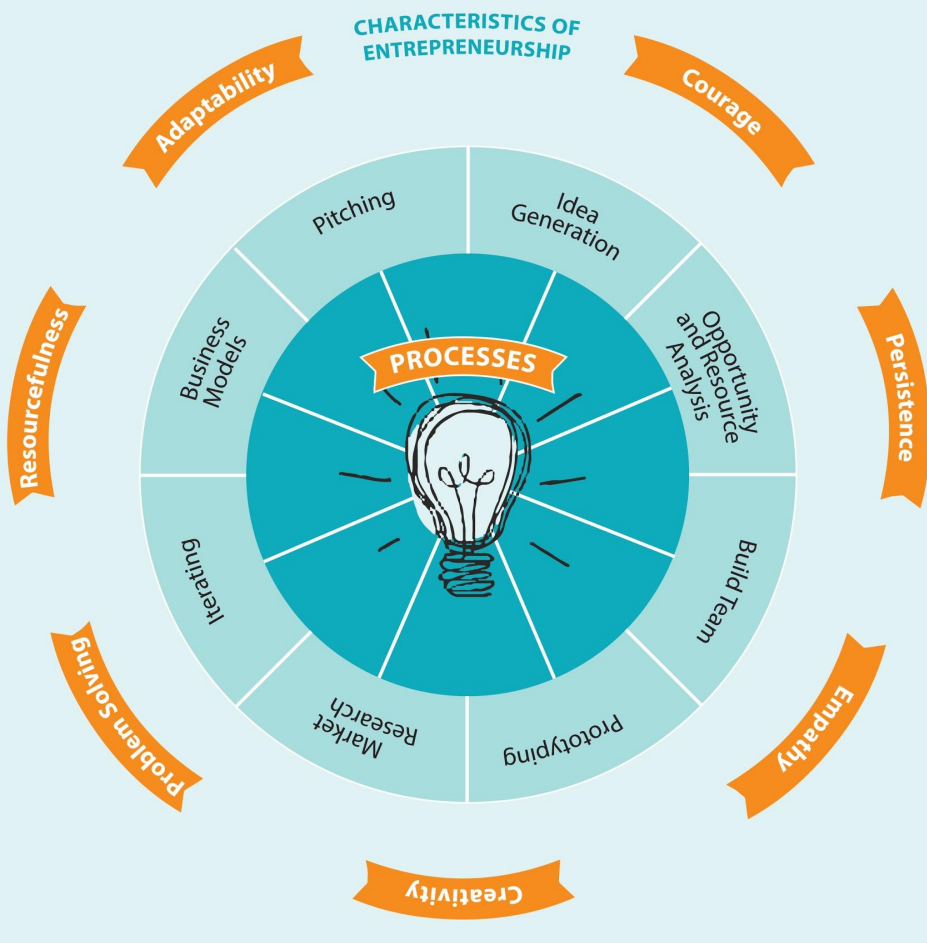 CHARACTERISTICS OF
ENTREPRENEURSHIP
Courage
Persistence
Empathy
Creativity
Problem Solving
Resourcefulness
Adaptability
PROCESSES
Idea
Generation
Opportunity
and Resource
Analysis
Build Team
Prototyping
Market
Research
Iterating
Business
Models
Pitching